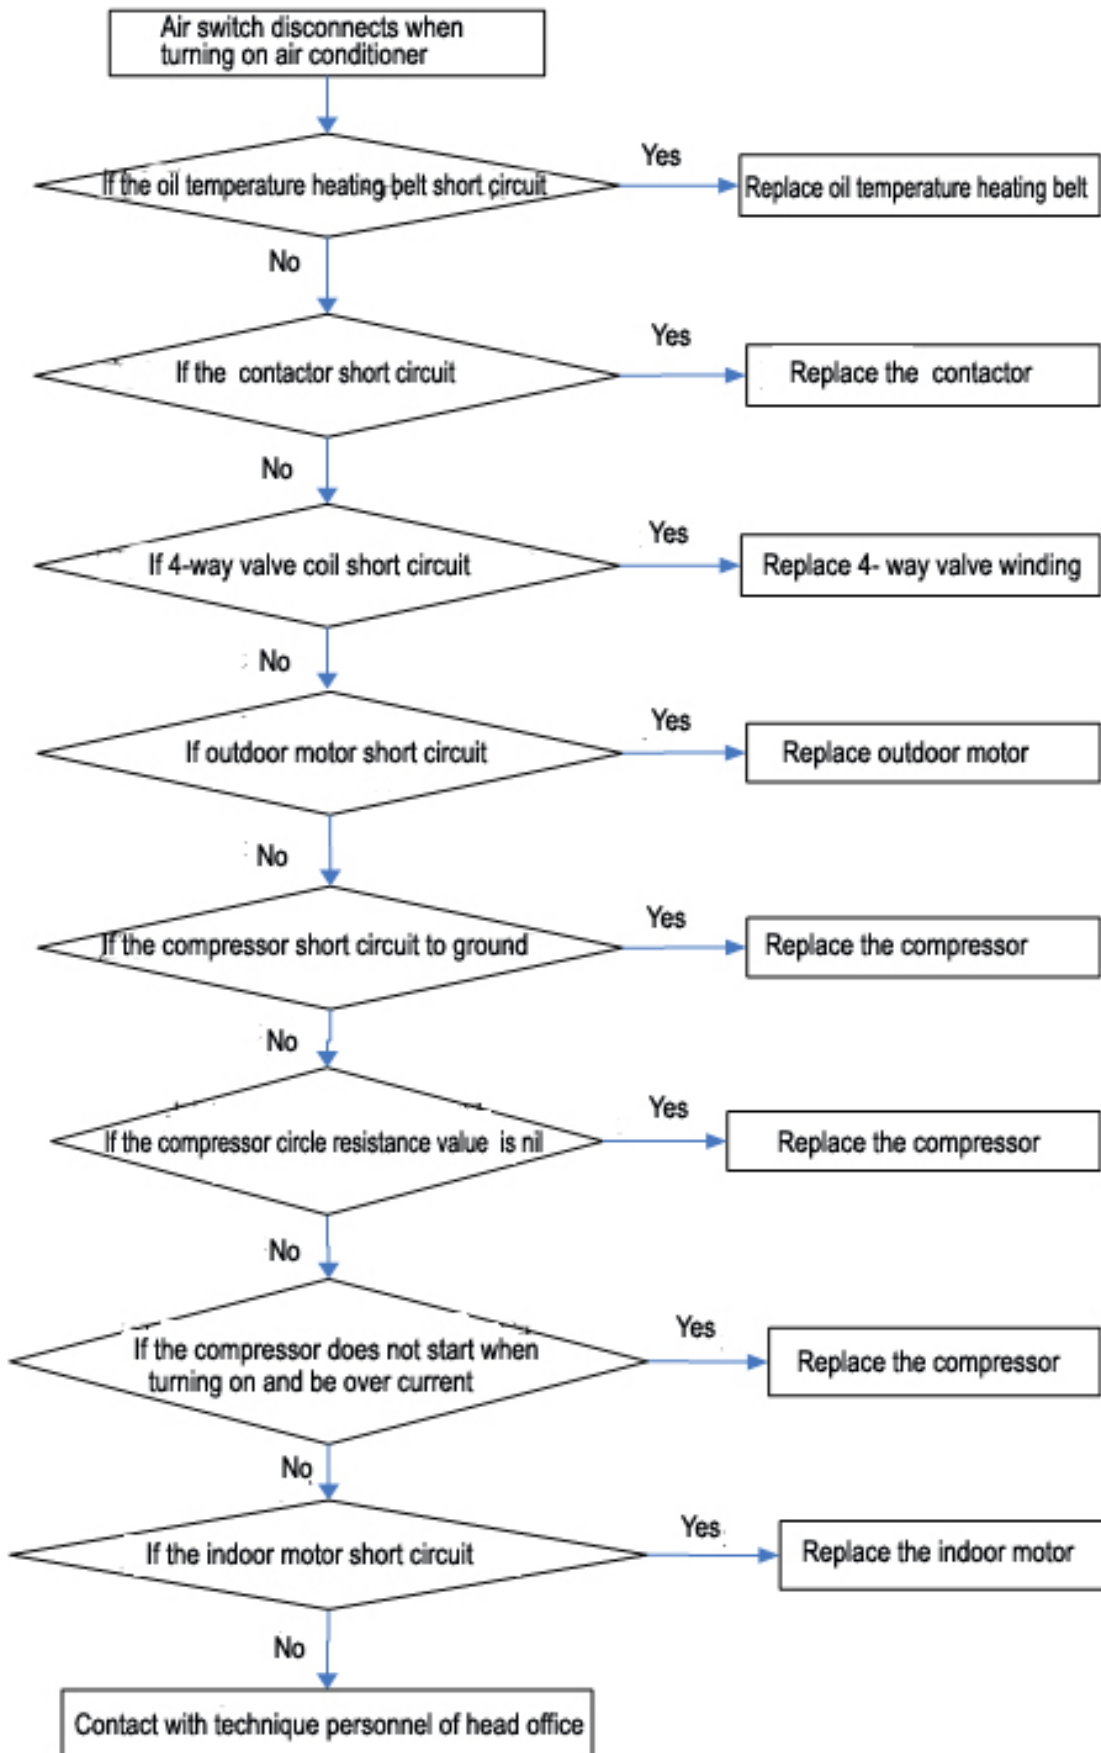 Air switch disconnects when
turning on air conditioner
If the oil temperature heating belt short circuit
Yes
Replace oil temperature heating belt
No
If the contactor short circuit
Yes
Replace the contactor
No
If 4-way valve coil short circuit
Yes
Replace 4- way valve winding
No
If outdoor motor short circuit
Yes
Replace outdoor motor
No
If the compressor short circuit to ground
Yes
Replace the compressor
No
If the compressor circle resistance value is nil
Yes
Replace the compressor
No
If the compressor does not start when
turning on and be over current
Yes
Replace the compressor
No
If the indoor motor short circuit
Yes
Replace the indoor motor
No
Contact with technique personnel of head office